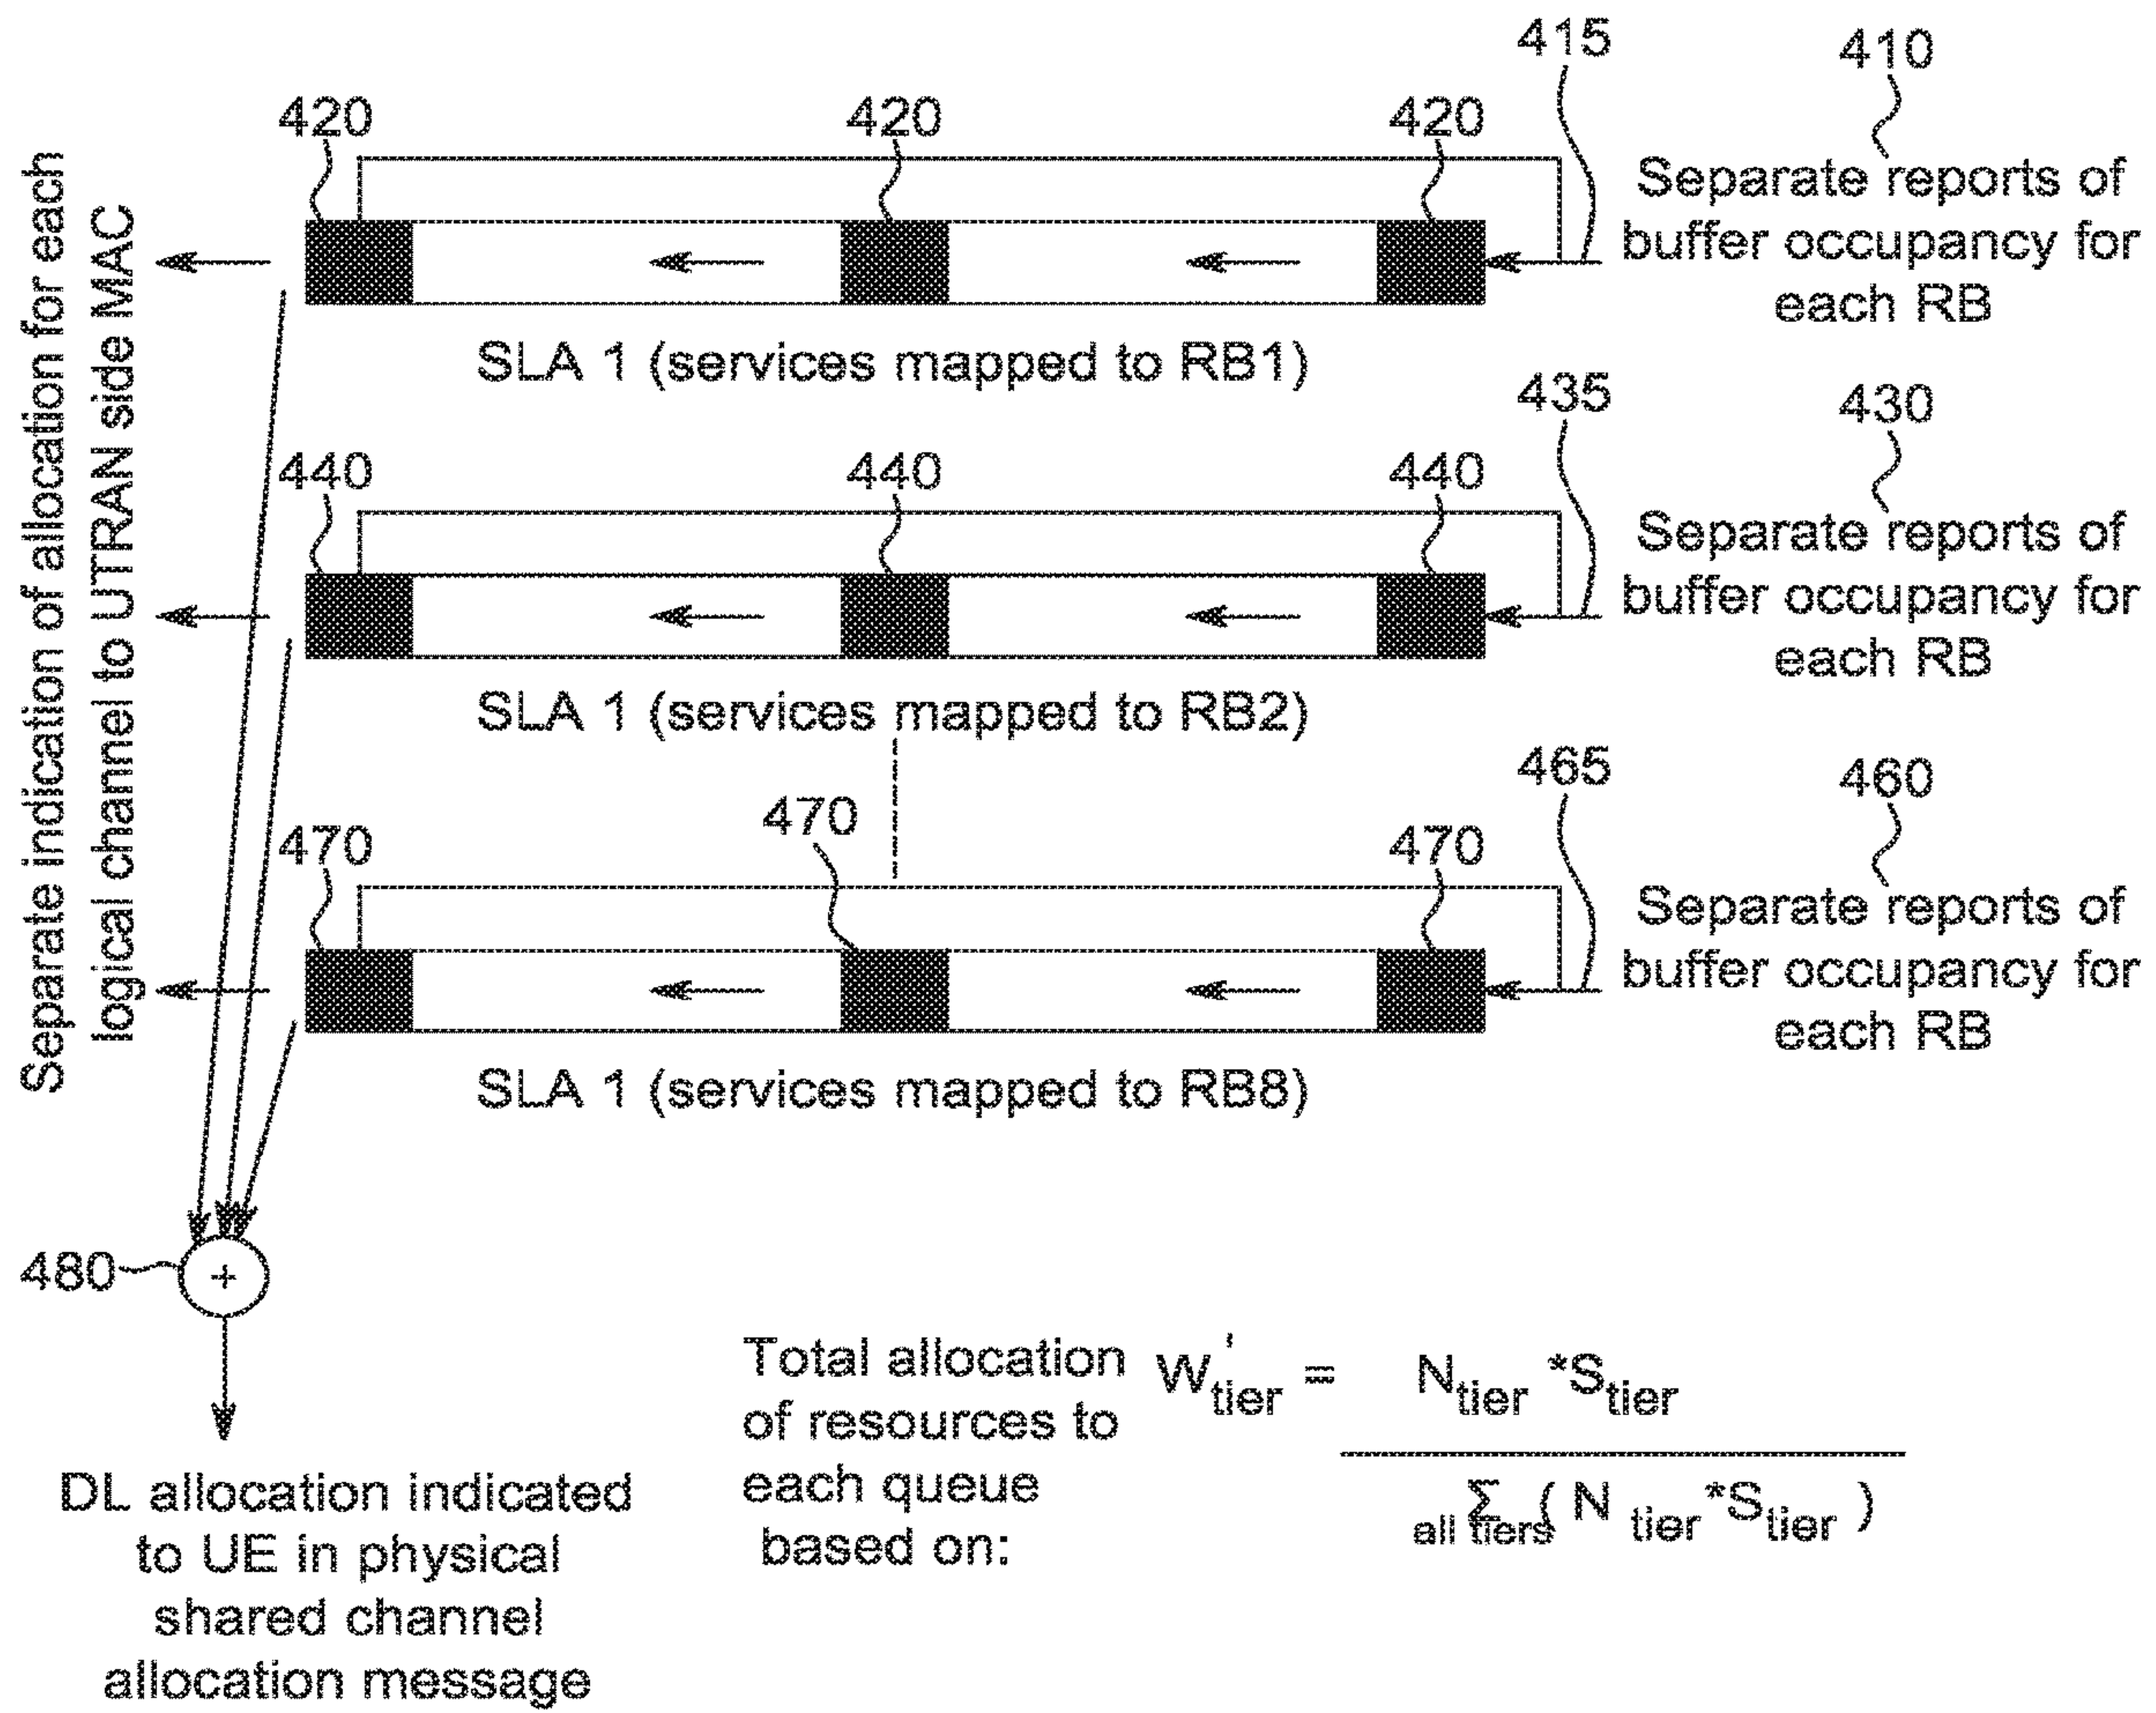 415
410
420
420
420
Separate reports of
buffer occupancy for
each RB
SLA 1 (services mapped to RB1)
435
430
440
440
440
Separate reports of
buffer occupancy for
each RB
SLA 1 (services mapped to RB2)
465
460
470
470
470
Separate reports of
buffer occupancy for
each RB
SLA 1 (services mapped to RB8)
Separate indication of allocation for each
logical channel to UTRAN side MAC
480
+
DL allocation indicated
to UE in physical
shared channel
allocation message
Total allocation
of resources to
each queue
based on:
W'tier = Ntier *Stier
Σ all tiers ( N tier *Stier )